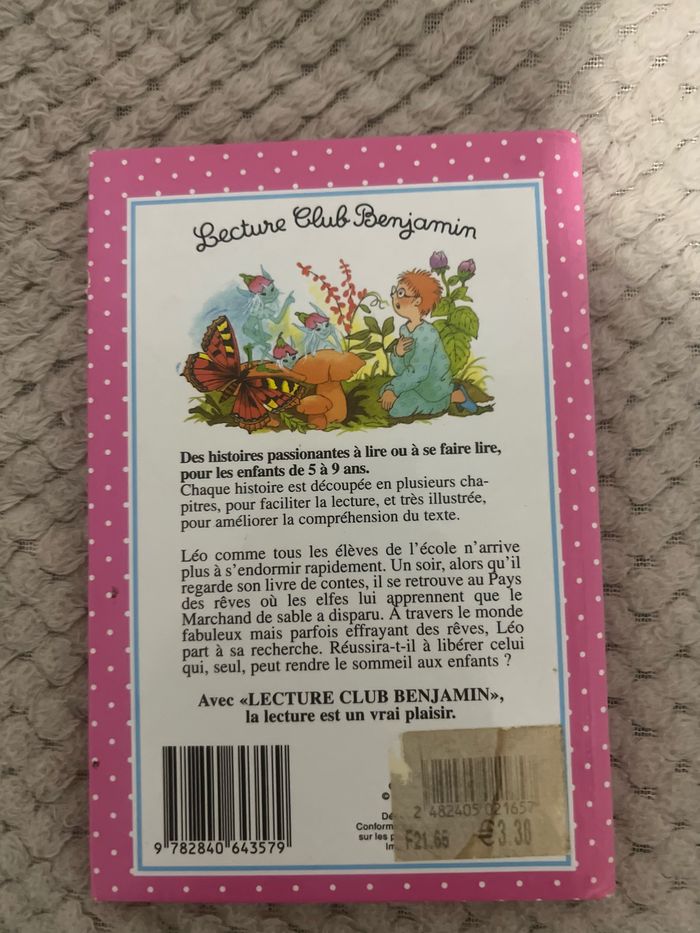 Lecture Club Benjamin
Des histoires passionantes à lire ou à se faire lire,
pour les enfants de 5 à 9 ans.
Chaque histoire est découpée en plusieurs cha-
pitres, pour faciliter la lecture, et très illustrée,
pour améliorer la compréhension du texte.
Léo comme tous les élèves de l'école n'arrive
plus à s'endormir rapidement. Un soir, alors qu'il
regarde son livre de contes, il se retrouve au Pays
des rêves où les elfes lui apprennent que le
Marchand de sable a disparu. A travers le monde
fabuleux mais parfois effrayant des rêves, Léo
part à sa recherche. Réussira-t-il à libérer celui
qui, seul, peut rendre le sommeil aux enfants ?
Avec «LECTURE CLUB BENJAMIN»,
la lecture est un vrai plaisir.
9 782840 643579
©
Conform
sur les
2 482405 021657
F21.65 €3.30